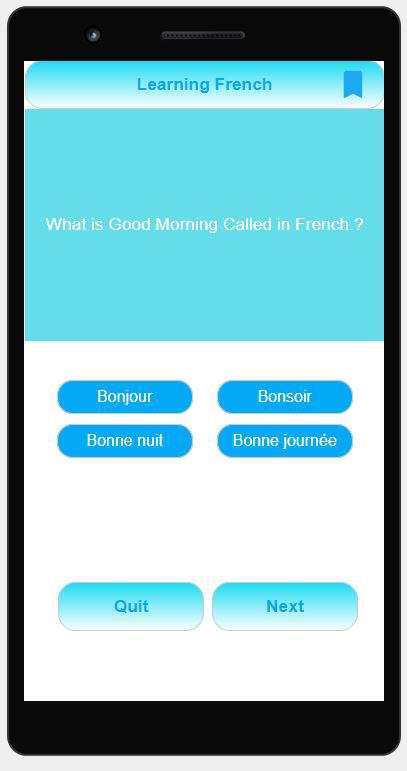 Learning French
What is Good Morning Called in French.?
Bonjour
Bonsoir
Bonne nuit
Bonne journée
Quit
Next